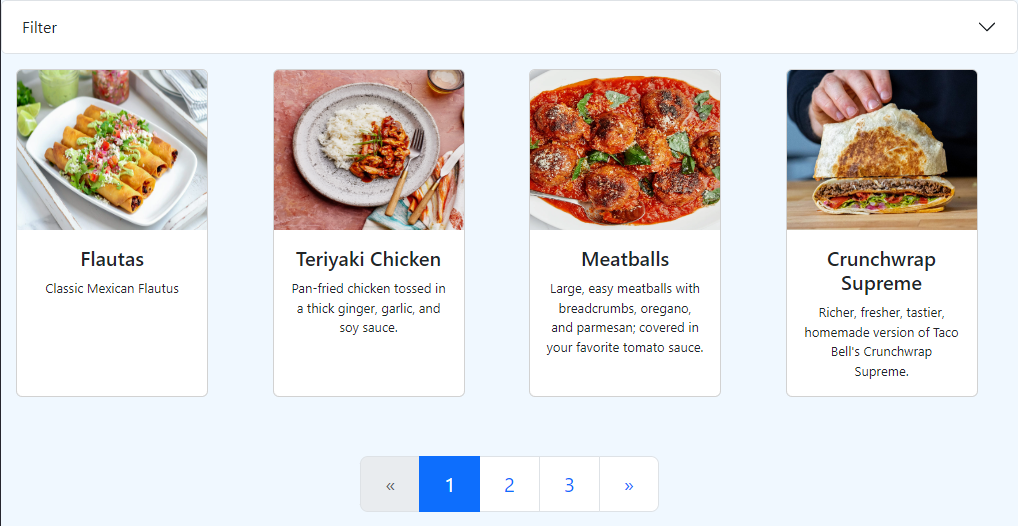 Filter
Flautas
Classic Mexican Flautus
Teriyaki Chicken
Pan-fried chicken tossed in
a thick ginger, garlic, and
soy sauce.
Meatballs
Large, easy meatballs with
breadcrumbs, oregano,
and parmesan; covered in
your favorite tomato sauce.
Crunchwrap
Supreme
Richer, fresher, tastier,
homemade version of Taco
Bell's Crunchwrap
Supreme.
« 1 2 3 »